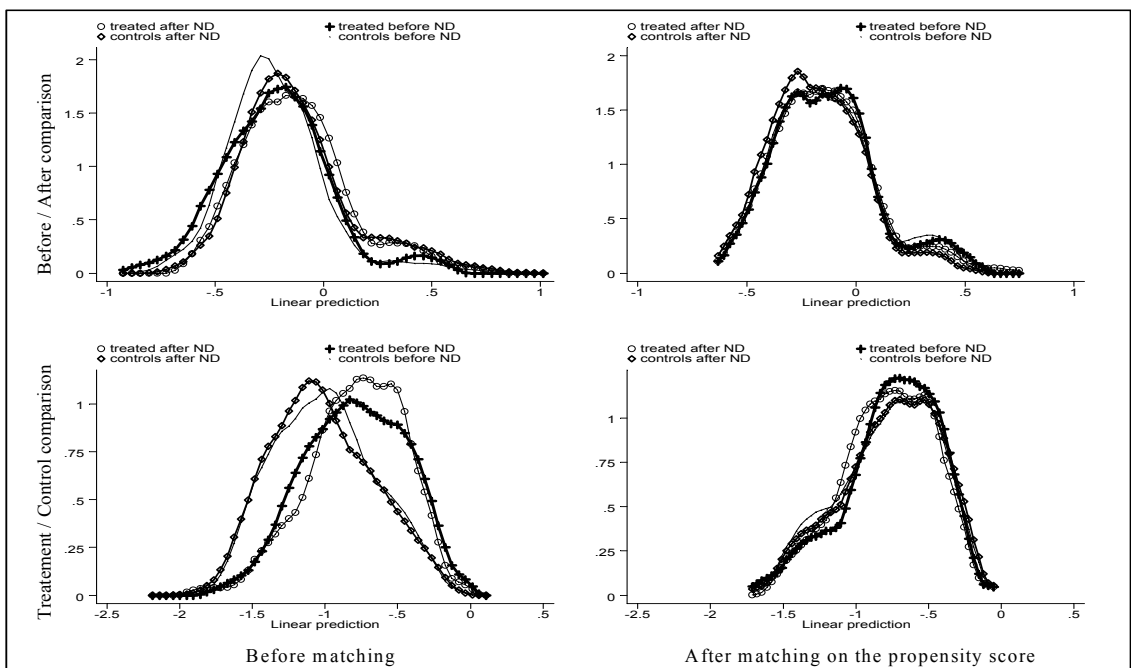 treated after ND treated before ND
controls after ND controls before ND
2
1.5
1
.5
0
-1 -.5 0 .5 1
Linear prediction
Before / After comparison
treated after ND treated before ND
controls after ND controls before ND
2
1.5
1
.5
0
-1 -.5 0 .5 1
Linear prediction
treated after ND treated before ND
controls after ND controls before ND
1
.75
.5
.25
0
-2.5 -2 -1.5 -1 -.5 0 .5
Linear prediction
Treatement / Control comparison
treated after ND treated before ND
controls after ND controls before ND
1
.75
.5
.25
0
-2.5 -2 -1.5 -1 -.5 0 .5
Linear prediction
Before matching
After matching on the propensity score